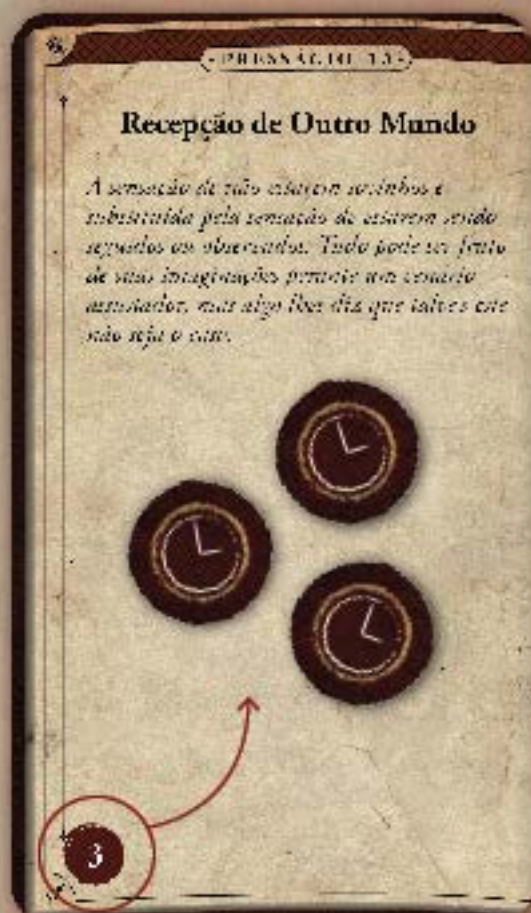 PRESSÁGIO 1A
Recepção de Outro Mundo
A sensação de não estarem sozinhos é
substituída pela sensação de estarem sendo
seguidos ou observados. Tudo pode ser fruto
de suas imaginações perante um cenário
assustador, mas algo lhes diz que talvez este
não seja o caso.
3